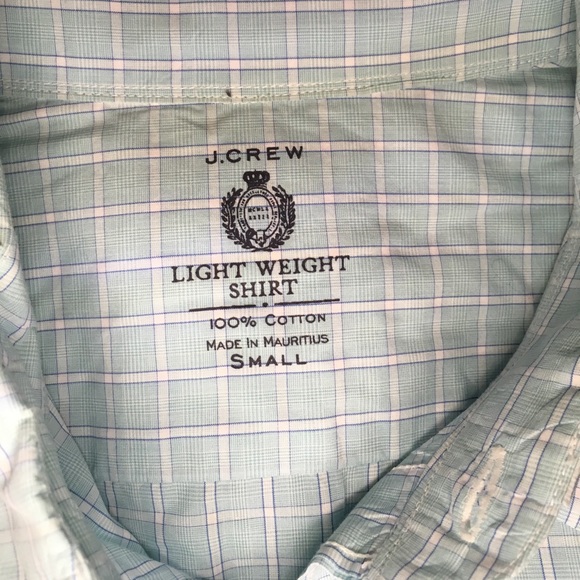 J.CREW
LIGHT WEIGHT
SHIRT
100% COTTON
MADE IN MAURITIUS
SMALL